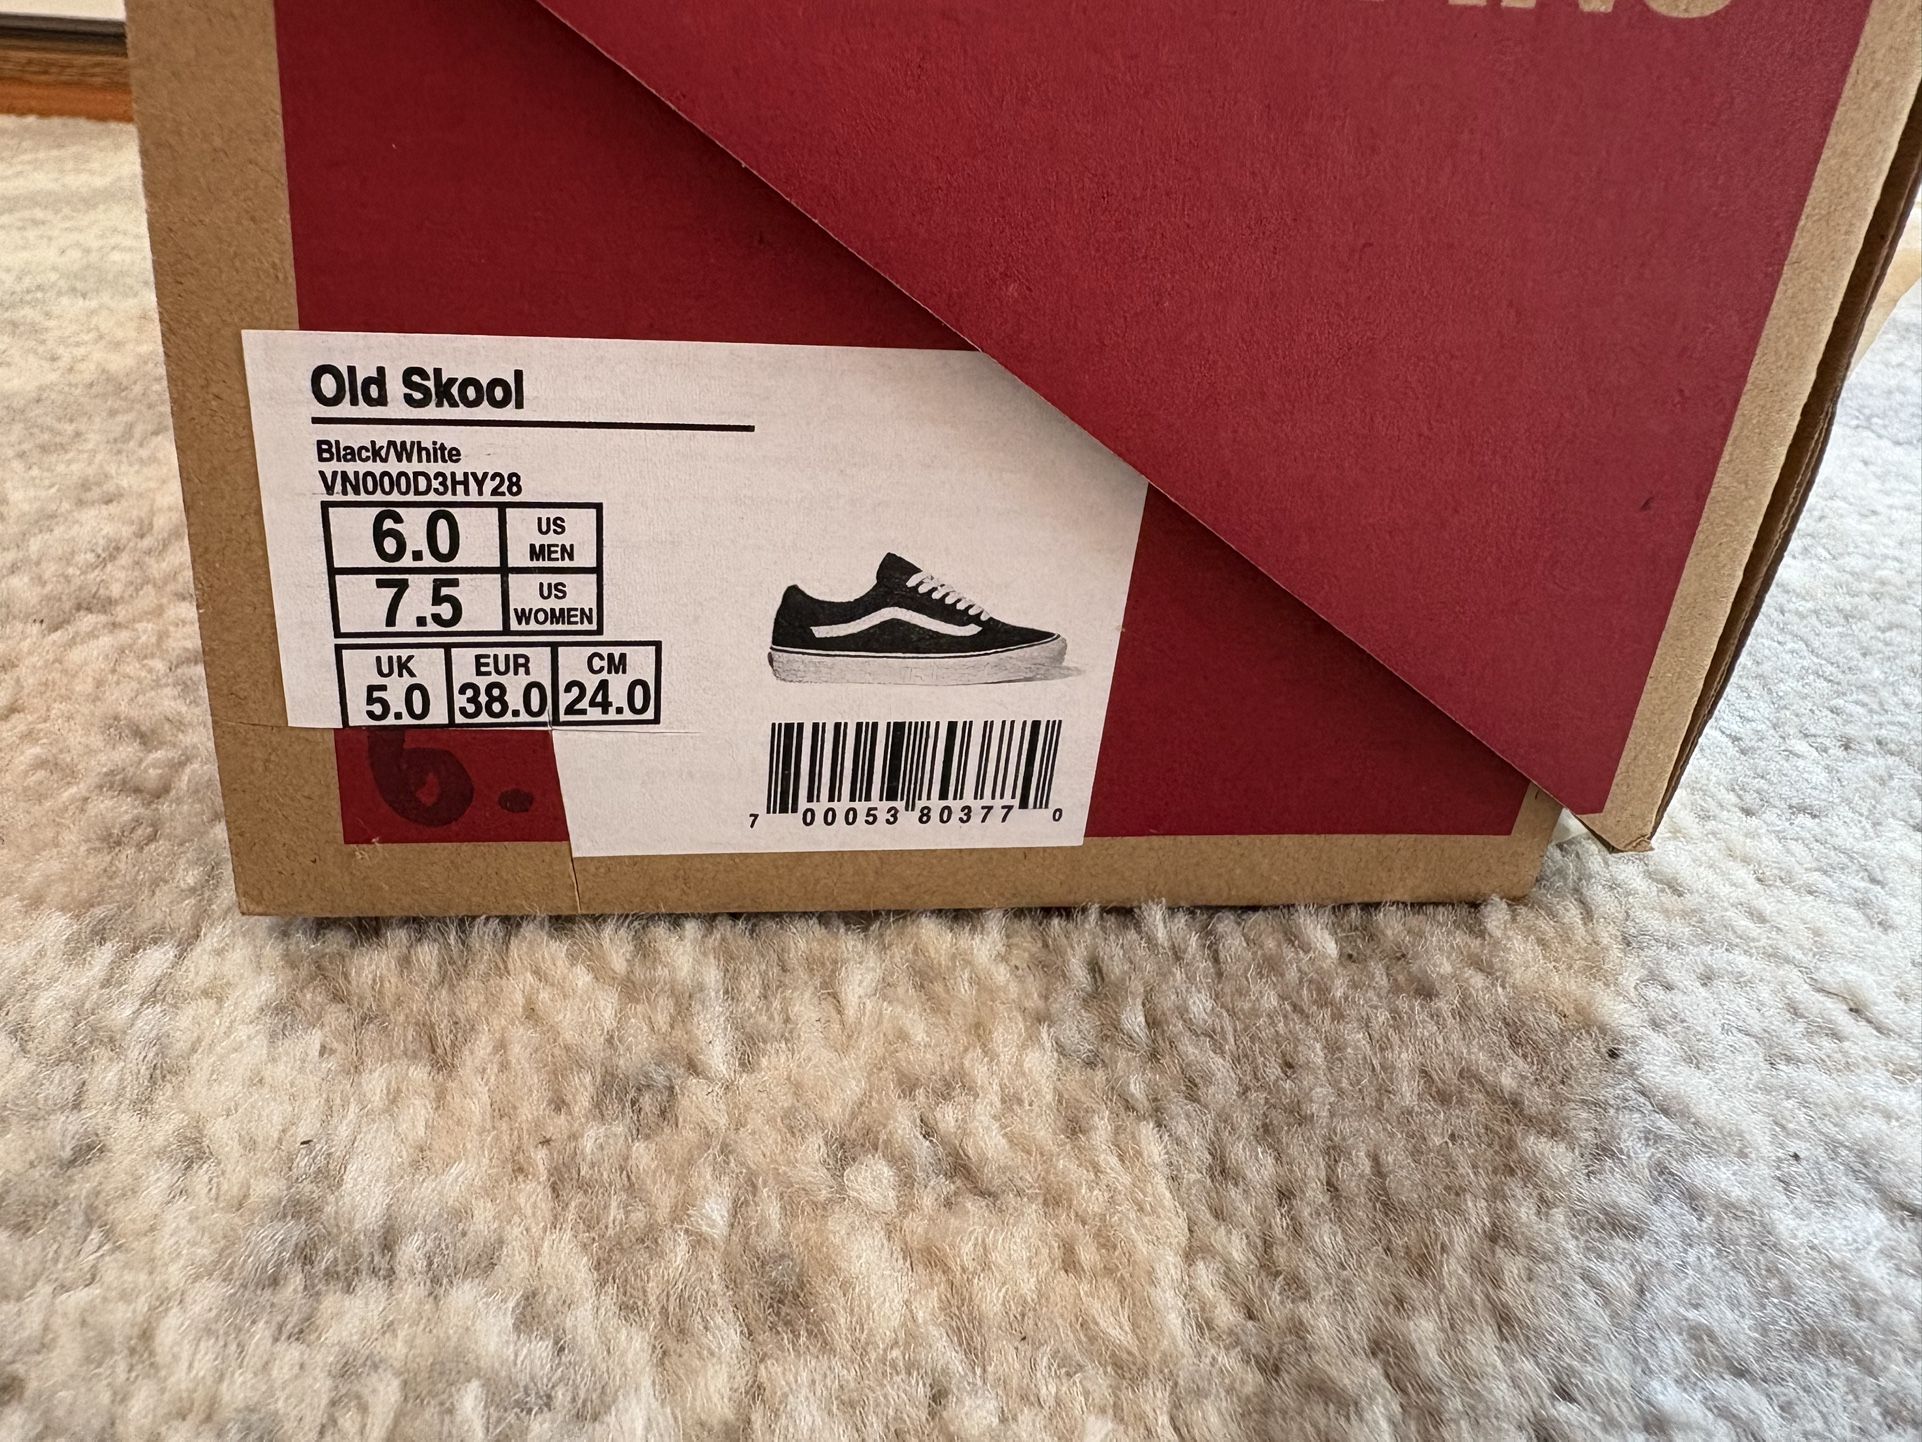 Old Skool
Black/White
VN000D3HY28
6.0 US MEN
7.5 US WOMEN
UK EUR CM
5.0 38.0 24.0
6.
7 00053 80377 0